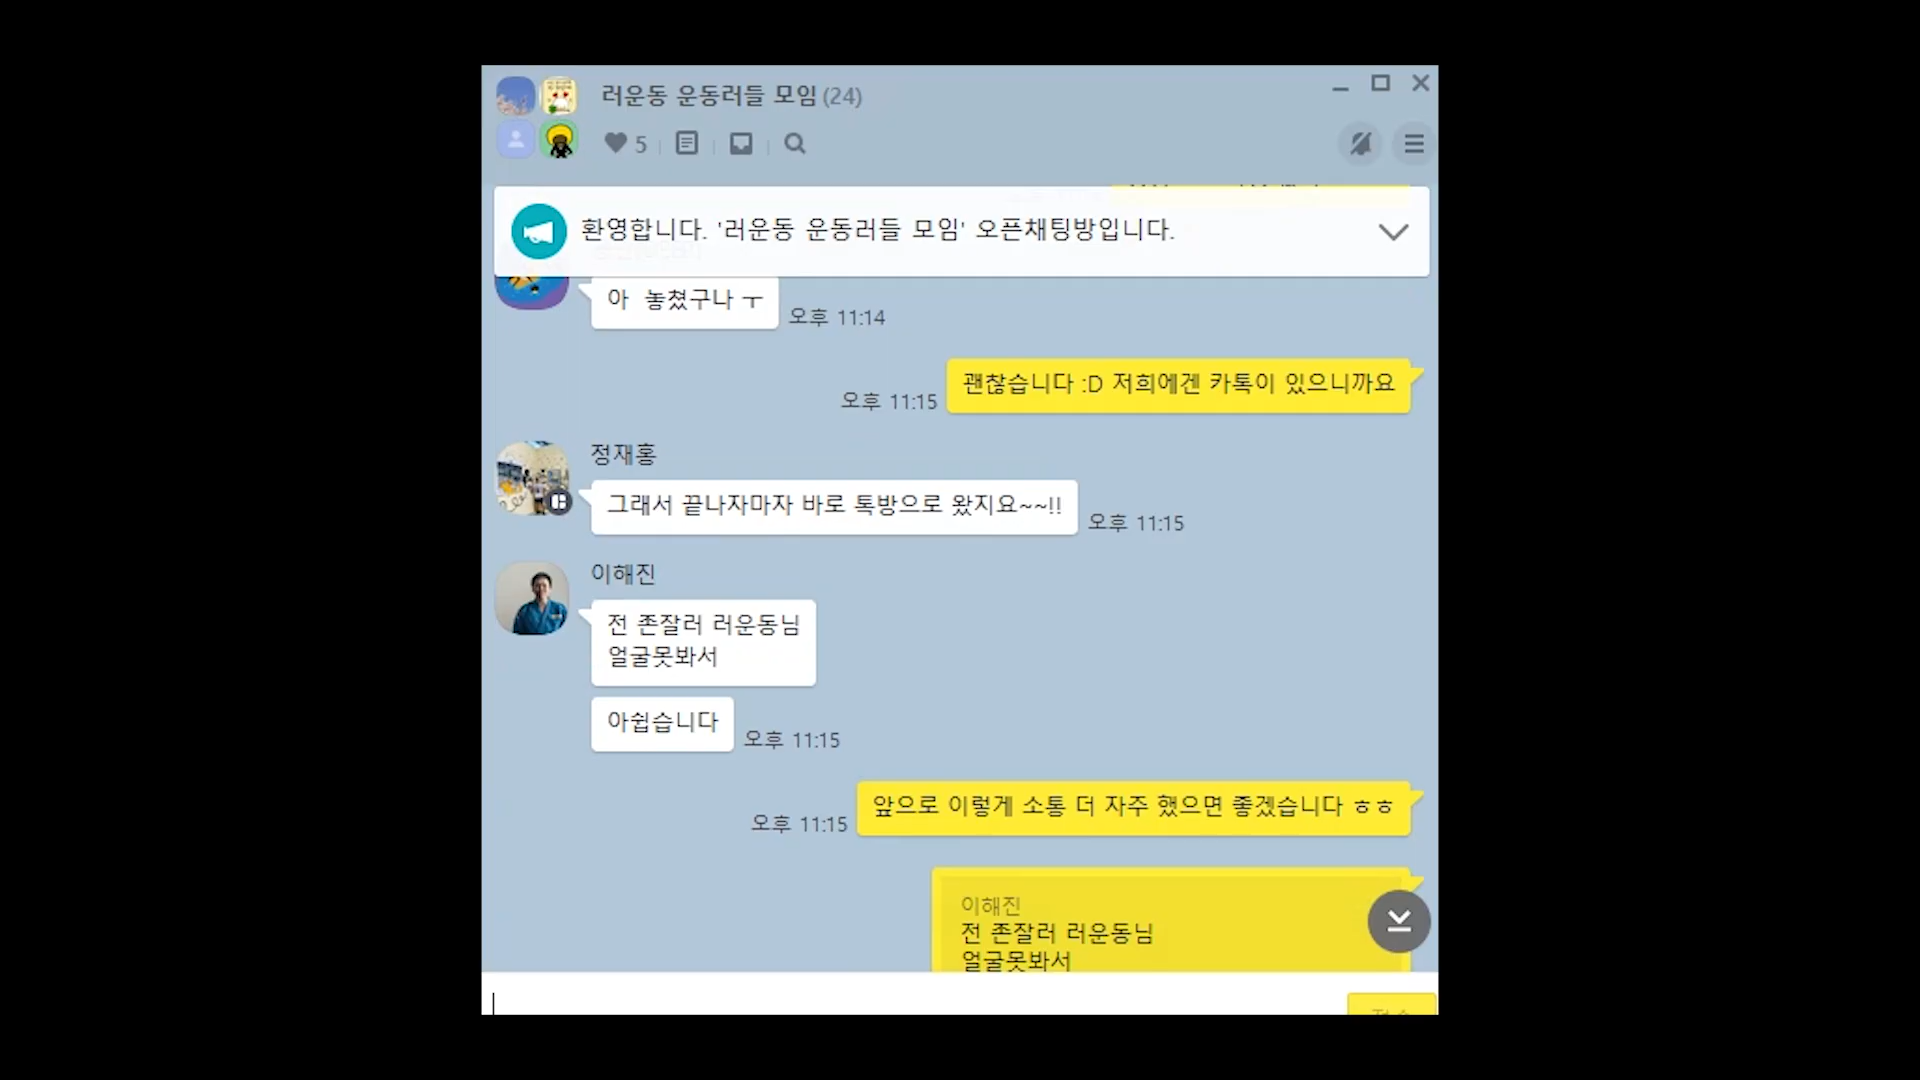 러운동 운동러들 모임 (24)
5
환영합니다. '러운동 운동러들 모임' 오픈채팅방입니다.
아 놓쳤구나 ㅜ
오후 11:14
괜찮습니다 :D 저희에겐 카톡이 있으니까요
오후 11:15
정재홍
그래서 끝나자마자 바로 톡방으로 왔지요~~!!
오후 11:15
이해진
전 존잘러 러운동님
얼굴못봐서
아쉽습니다
오후 11:15
앞으로 이렇게 소통 더 자주 했으면 좋겠습니다 ㅎㅎ
오후 11:15
이해진
전 존잘러 러운동님
얼굴못봐서